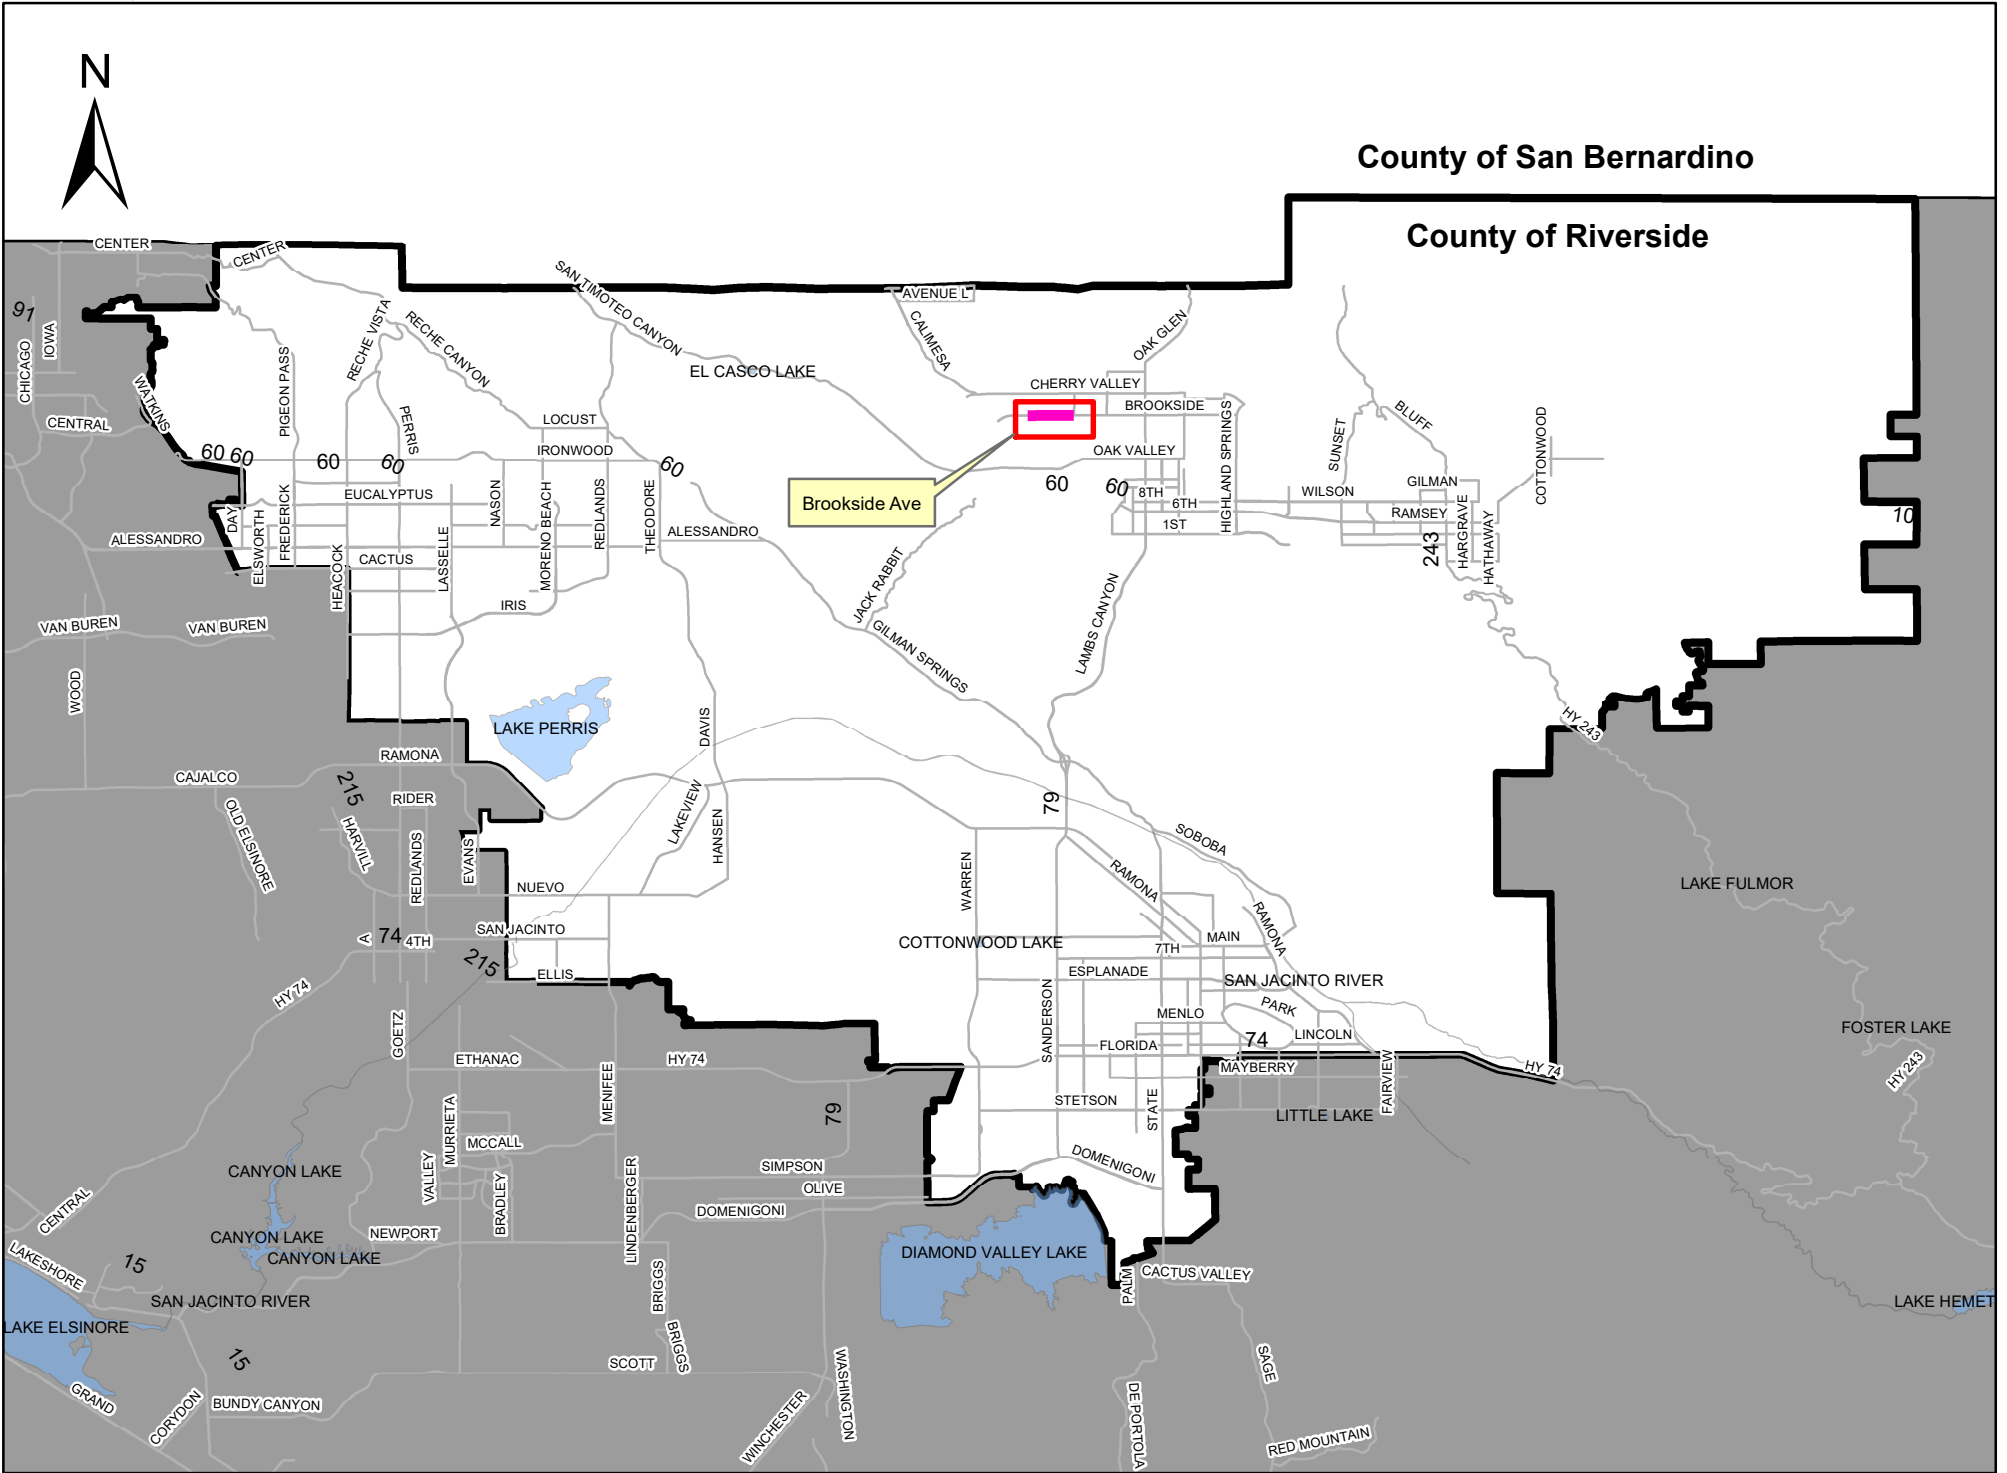 N
County of San Bernardino
County of Riverside
CENTER
CENTER
91
IOWA
CHICAGO
CENTRAL
WATKINS
PIGEON PASS
RECHE VISTA
RECHE CANYON
SAN TIMOTEO CANYON
EL CASCO LAKE
AVENUE L
CALIMESA
OAK GLEN
CHERRY VALLEY
BROOKSIDE
OAK VALLEY
HIGHLAND SPRINGS
SUNSET
BLUFF
COTTONWOOD
PERRIS
LOCUST
IRONWOOD
60
60
60
60
60
60
60
Brookside Ave
8TH
6TH
1ST
WILSON
GILMAN
RAMSEY
HARGRAVE
HATHAWAY
243
10
EUCALYPTUS
NASON
MORENO BEACH
REDLANDS
THEODORE
ALESSANDRO
ALESSANDRO
DAY
ELSWORTH
FREDERICK
HEACOCK
CACTUS
LASSELLE
IRIS
JACK RABBIT
GILMAN SPRINGS
LAMBS CANYON
VAN BUREN
VAN BUREN
WOOD
LAKE PERRIS
DAVIS
HY 243
RAMONA
CAJALCO
215
RIDER
OLD ELSINORE
HARVILL
REDLANDS
EVANS
LAKEVIEW
HANSEN
79
SOBOBA
RAMONA
WARREN
NUEVO
RAMONA
LAKE FULMOR
A
74
4TH
SAN JACINTO
215
ELLIS
COTTONWOOD LAKE
7TH
MAIN
ESPLANADE
SAN JACINTO RIVER
HY 74
GOETZ
SANDERSON
MENLO
PARK
LINCOLN
74
FLORIDA
FOSTER LAKE
ETHANAC
HY 74
MENIFEE
MAYBERRY
FAIRVIEW
HY 74
HY 243
STETSON
STATE
LITTLE LAKE
79
MURRIETA
MCCALL
VALLEY
BRADLEY
LINDENBERGER
SIMPSON
OLIVE
DOMENIGONI
DOMENIGONI
CANYON LAKE
CANYON LAKE
CANYON LAKE
CENTRAL
NEWPORT
DIAMOND VALLEY LAKE
LAKESHORE
15
BRIGGS
PALM
CACTUS VALLEY
SAN JACINTO RIVER
LAKE HEMET
LAKE ELSINORE
15
BRIGGS
SCOTT
WASHINGTON
SAGE
GRAND
CORYDON
BUNDY CANYON
WINCHESTER
DE PORTOLA
RED MOUNTAIN